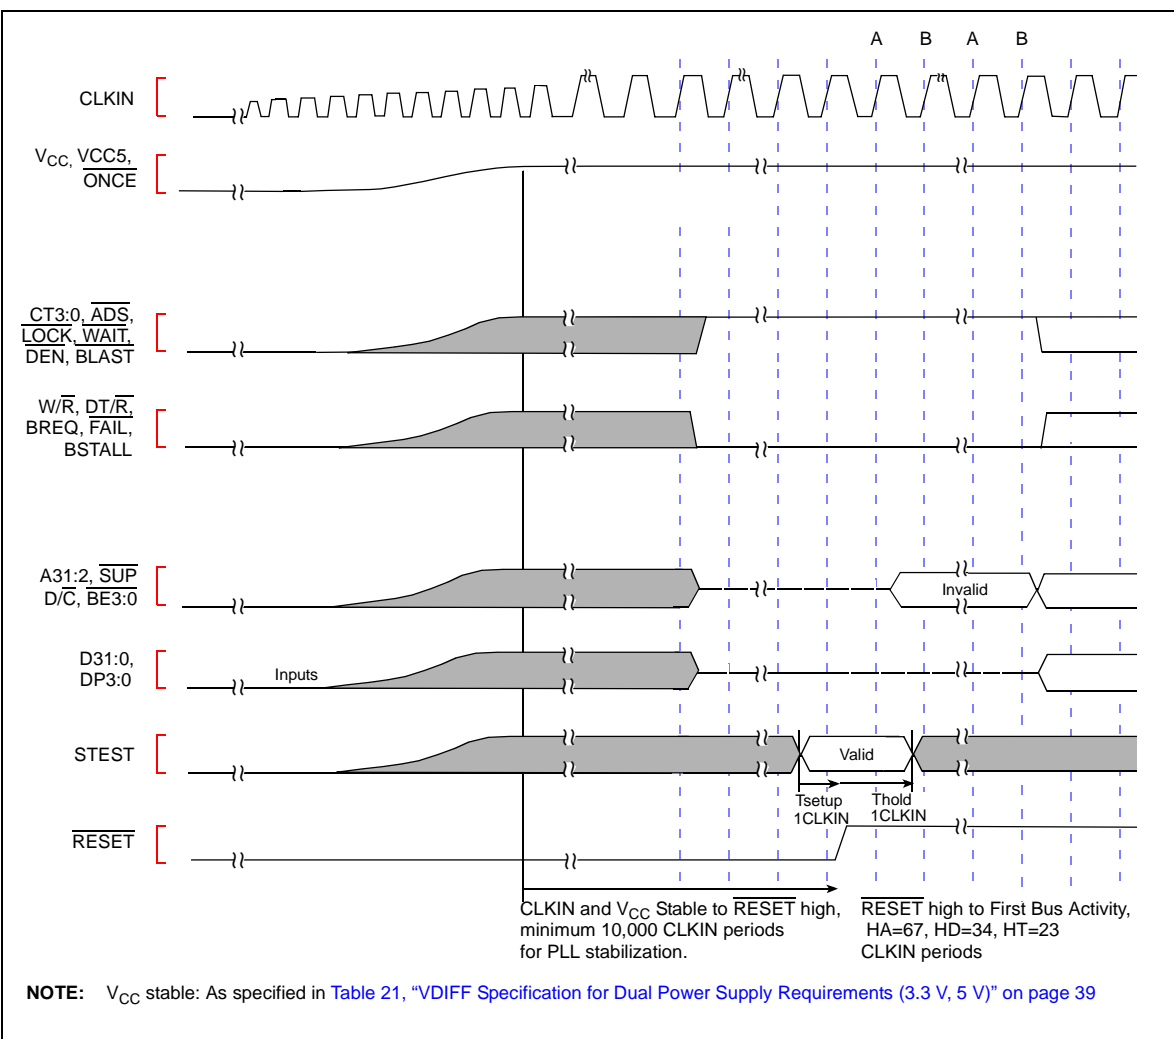 A B A B
CLKIN
VCC, VCC5,
ONCE
CT3:0, ADS,
LOCK, WAIT,
DEN, BLAST
W/R, DT/R,
BREQ, FAIL,
BSTALL
A31:2, SUP
D/C, BE3:0
Invalid
D31:0,
DP3:0
Inputs
STEST
Valid
Tsetup
1CLKIN
Thold
1CLKIN
RESET
CLKIN and VCC Stable to RESET high,
minimum 10,000 CLKIN periods
for PLL stabilization.
RESET high to First Bus Activity,
HA=67, HD=34, HT=23
CLKIN periods
NOTE: VCC stable: As specified in Table 21, “VDIFF Specification for Dual Power Supply Requirements (3.3 V, 5 V)” on page 39